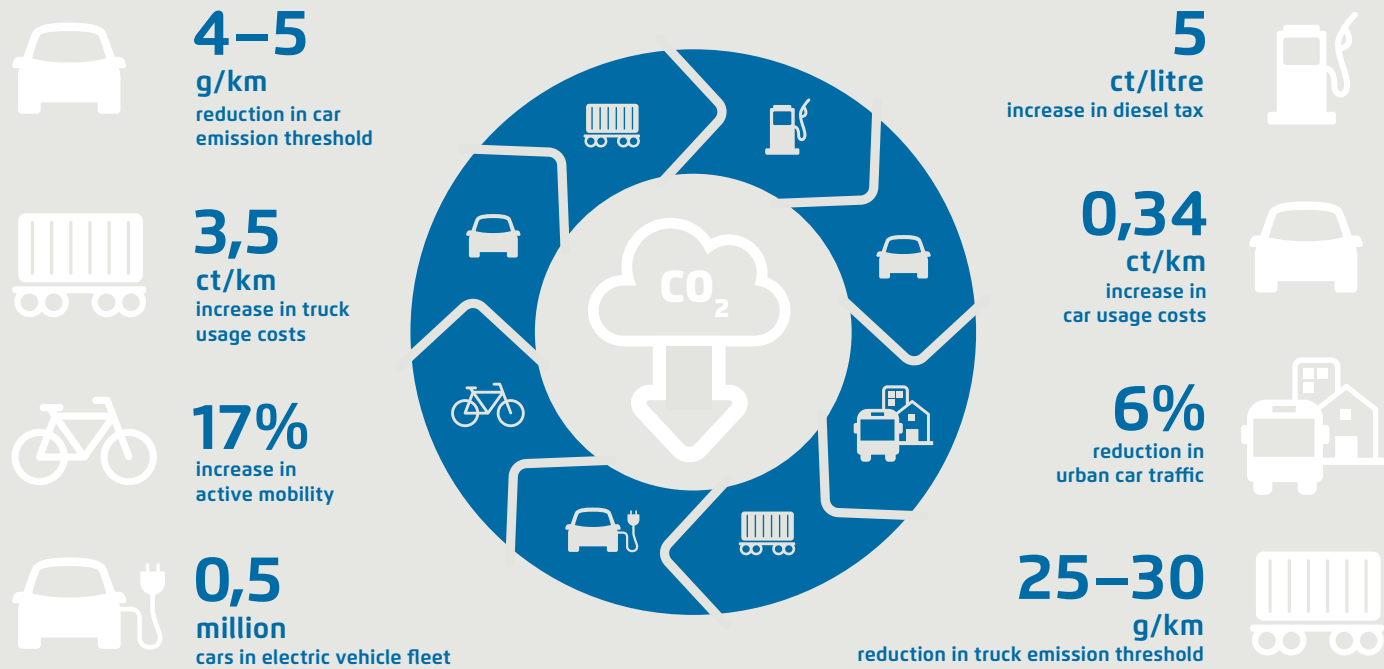 4–5
g/km
reduction in car
emission threshold
3,5
ct/km
increase in truck
usage costs
17%
increase in
active mobility
0,5
million
cars in electric vehicle fleet
CO₂
5
ct/litre
increase in diesel tax
0,34
ct/km
increase in
car usage costs
6%
reduction in
urban car traffic
25–30
g/km
reduction in truck emission threshold